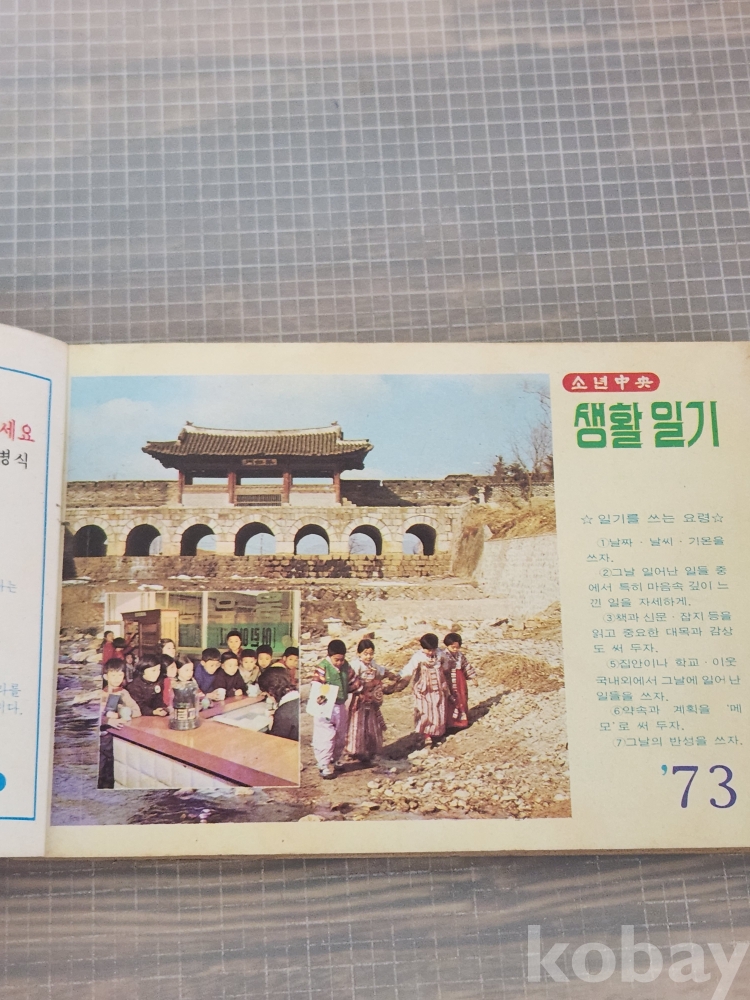 세요
병식
는
라를
니다.
소년中央
생활 일기
☆일기를 쓰는 요령☆
①날짜·날씨·기온을
쓰자.
②그날 일어난 일들 중
에서 특히 마음속 깊이 느
낀 일을 자세하게.
③책과 신문·잡지 등을
읽고 중요한 대목과 감상
도 써 두자.
⑤집안이나 학교·이웃
국내외에서 그날에 일어난
일들을 쓰자.
⑥약속과 계획을 '메
모'로 써 두자.
⑦그날의 반성을 쓰자.
'73
kobay